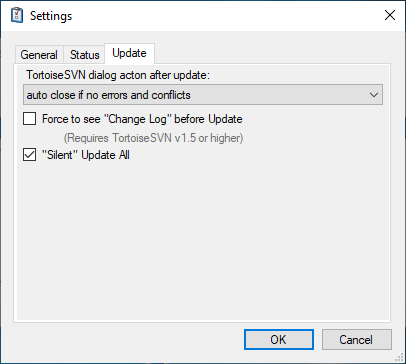 Settings
General Status Update
TortoiseSVN dialog acton after update:
auto close if no errors and conflicts
Force to see "Change Log" before Update
(Requires TortoiseSVN v1.5 or higher)
"Silent" Update All
OK Cancel